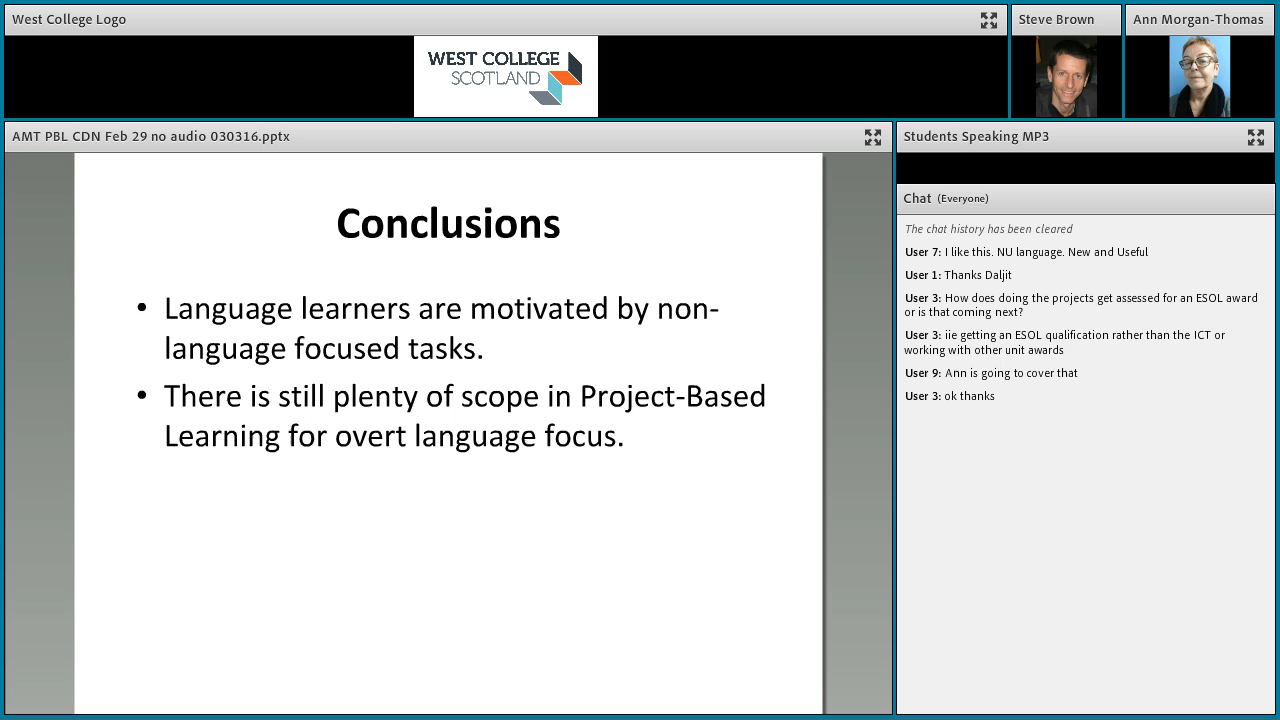 West College Logo
Steve Brown
Ann Morgan-Thomas
WEST COLLEGE
SCOTLAND
AMT PBL CDN Feb 29 no audio 030316.pptx
Conclusions
• Language learners are motivated by non-
language focused tasks.
• There is still plenty of scope in Project-Based
Learning for overt language focus.
Students Speaking MP3
Chat (Everyone)
The chat history has been cleared
User 7: I like this. NU language. New and Useful
User 1: Thanks Daljit
User 3: How does doing the projects get assessed for an ESOL award
or is that coming next?
User 3: iie getting an ESOL qualification rather than the ICT or
working with other unit awards
User 9: Ann is going to cover that
User 3: ok thanks